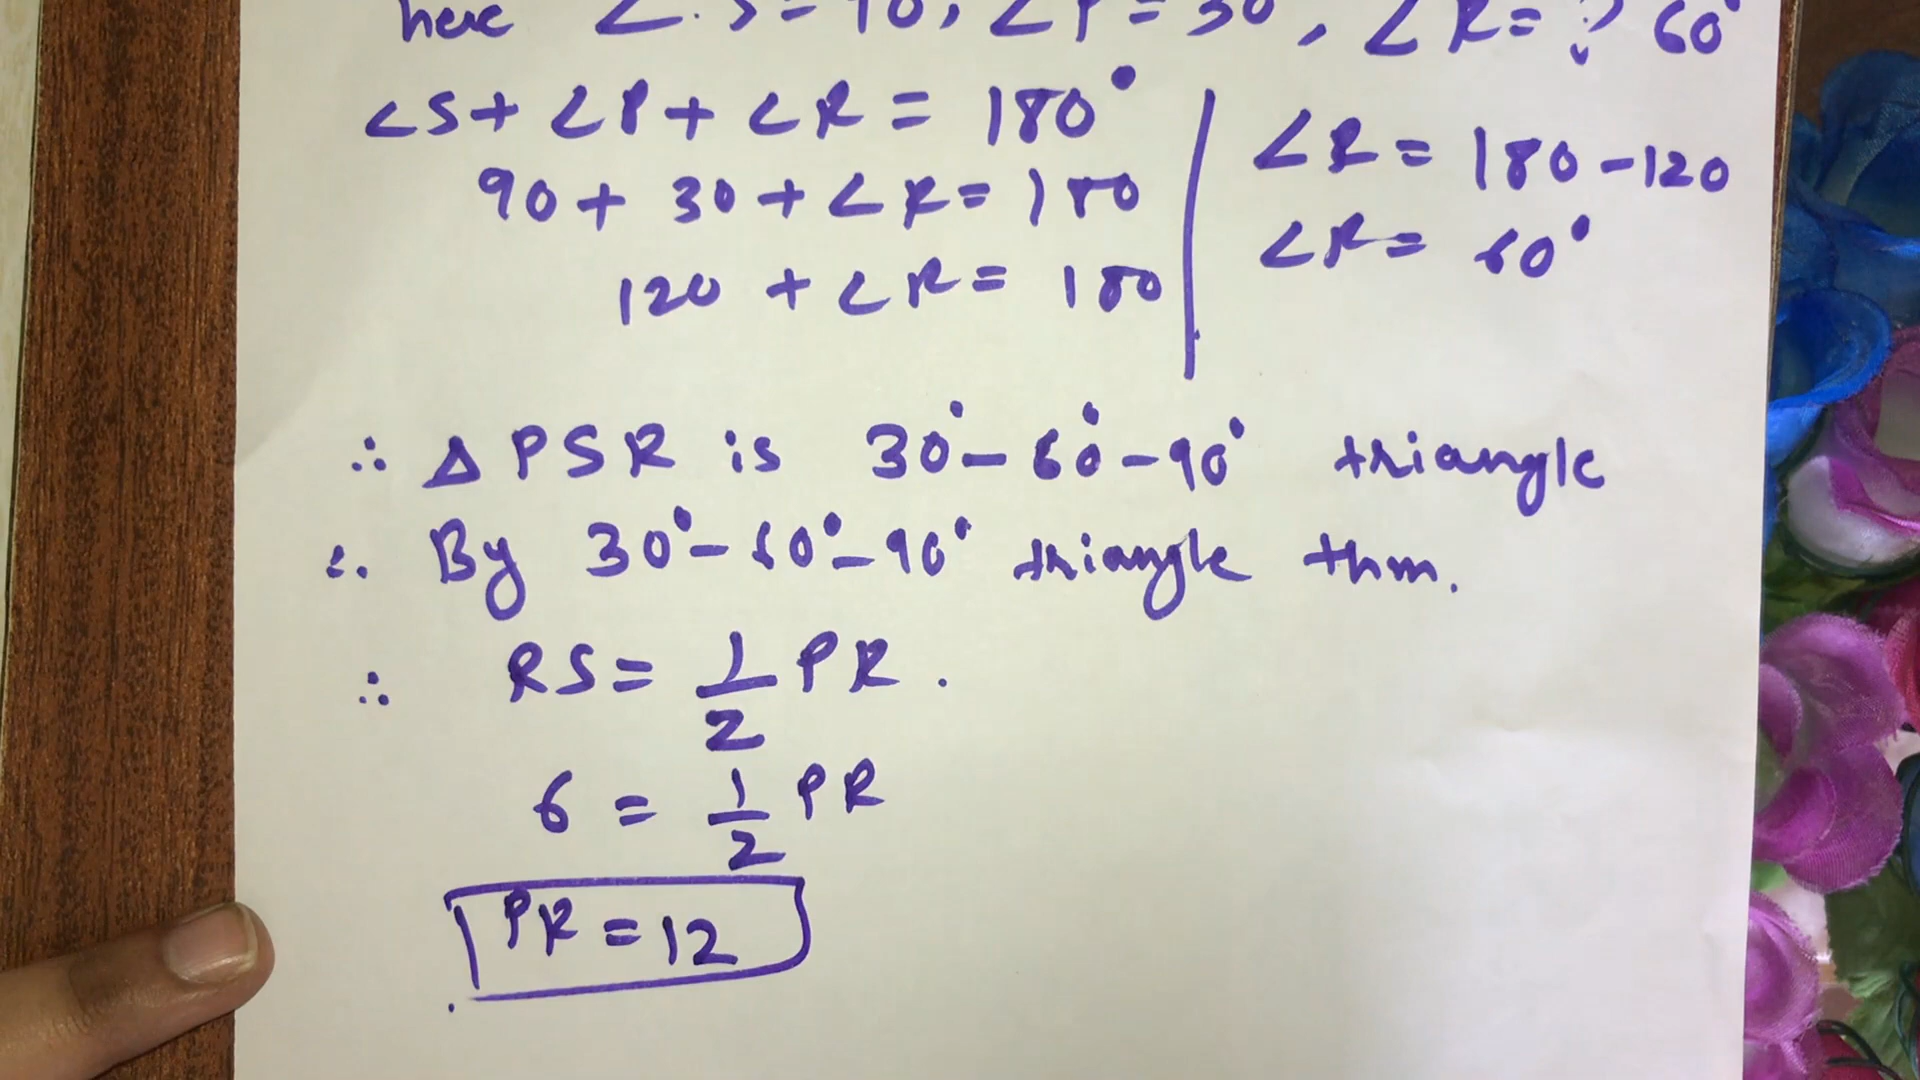 here ∠.S = 90, ∠P = 30, ∠R = ? 60°
∠S + ∠P + ∠R = 180°
90 + 30 + ∠R = 180
120 + ∠R = 180
∠R = 180 - 120
∠R = 60°
∴ Δ PSR is 30° - 60° - 90° triangle
∴ By 30° - 60° - 90° triangle thm.
∴ RS = 1/2 PR.
6 = 1/2 PR
PR = 12